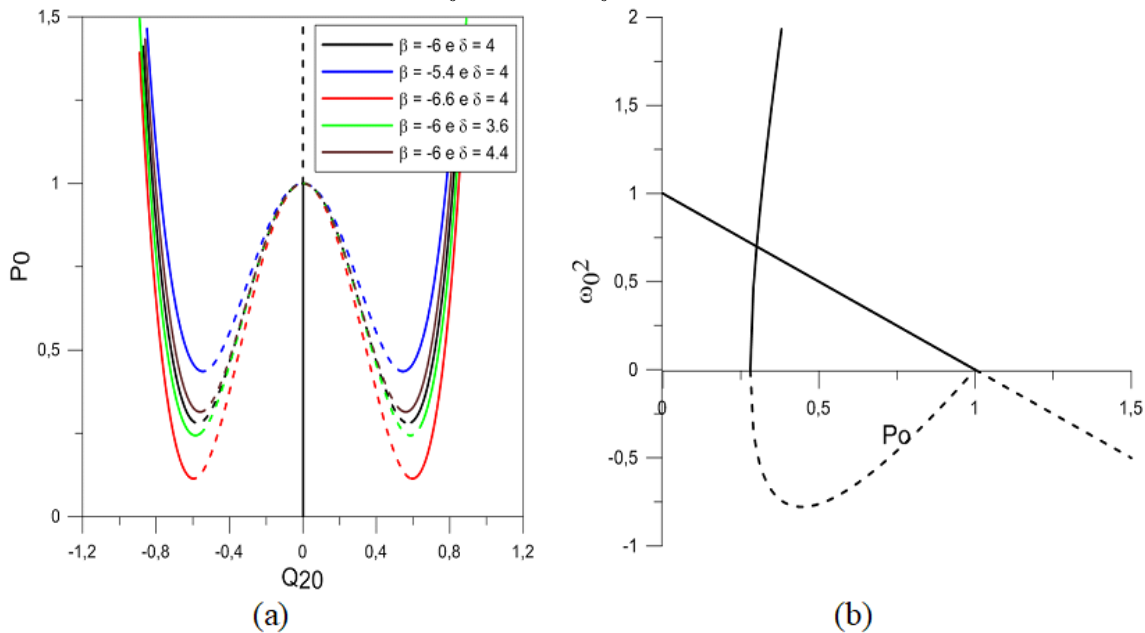 1,5
1
0,5
0
Po
-1,2 -0,8 -0,4 0 0,4 0,8 1,2
Q20
β = -6 e δ = 4
β = -5.4 e δ = 4
β = -6.6 e δ = 4
β = -6 e δ = 3.6
β = -6 e δ = 4.4
(a)
2
1,5
1
0,5
0
-0,5
-1
ω0²
0 0,5 1 1,5
Po
(b)